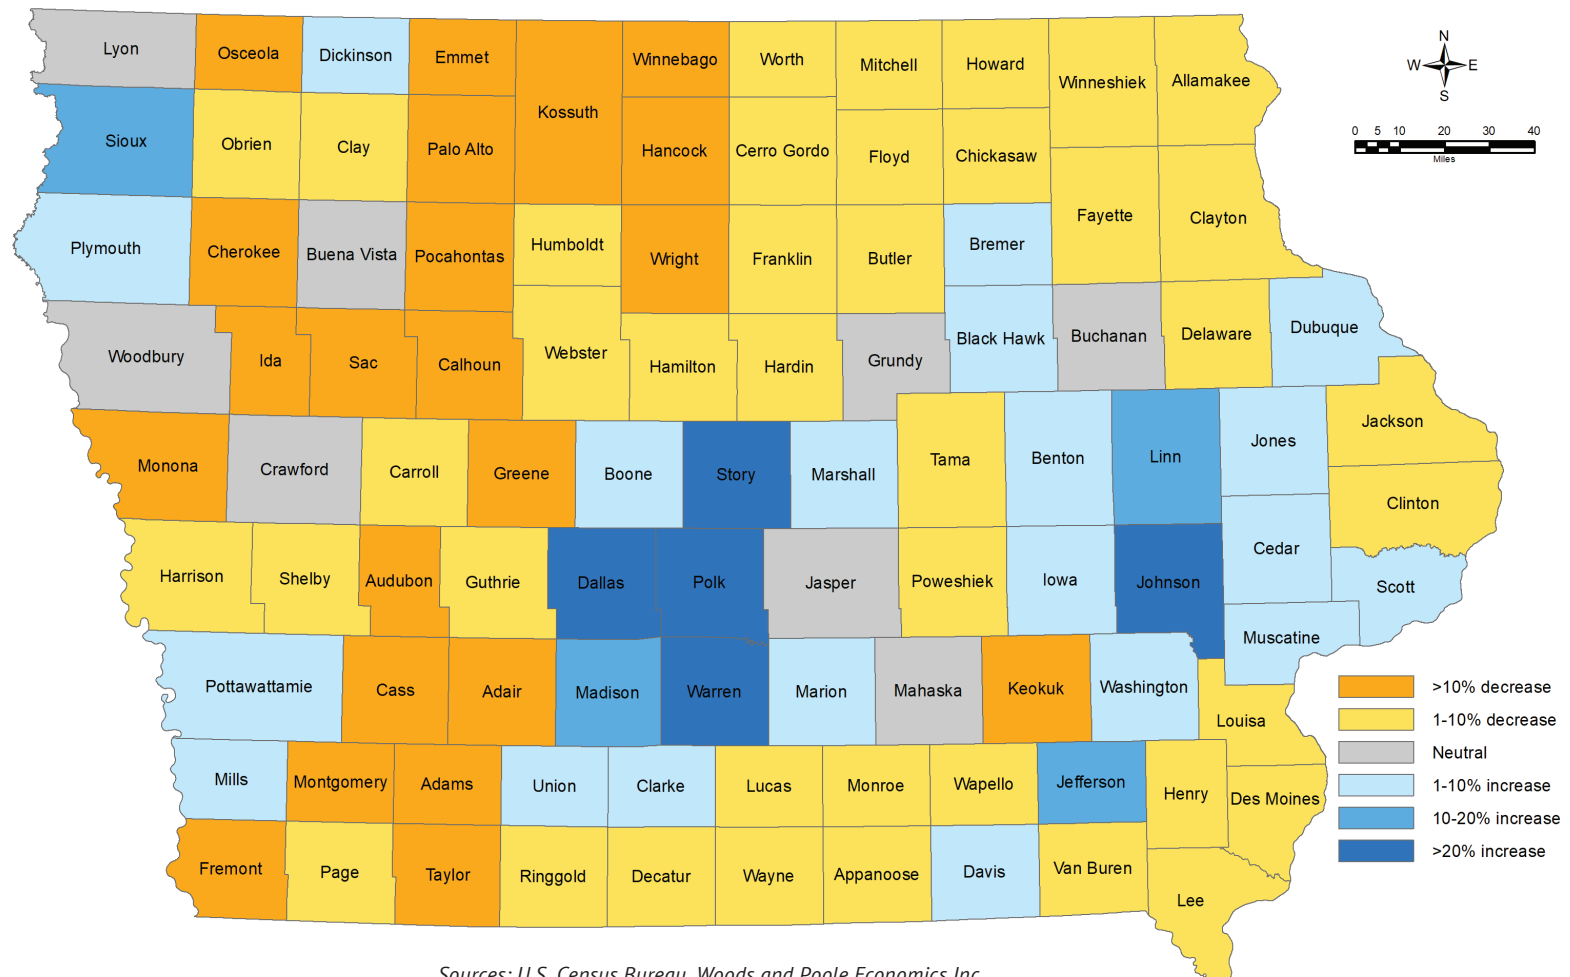 Lyon
Osceola
Dickinson
Emmet
Kossuth
Winnebago
Worth
Mitchell
Howard
Winneshiek
Allamakee
N
W E
S
0 5 10 20 30 40
Miles
Sioux
Obrien
Clay
Palo Alto
Hancock
Cerro Gordo
Floyd
Chickasaw
Fayette
Clayton
Plymouth
Cherokee
Buena Vista
Pocahontas
Humboldt
Wright
Franklin
Butler
Bremer
Woodbury
Ida
Sac
Calhoun
Webster
Hamilton
Hardin
Grundy
Black Hawk
Buchanan
Delaware
Dubuque
Monona
Crawford
Carroll
Greene
Boone
Story
Marshall
Tama
Benton
Linn
Jones
Jackson
Clinton
Harrison
Shelby
Audubon
Guthrie
Dallas
Polk
Jasper
Poweshiek
Iowa
Johnson
Cedar
Scott
Muscatine
Pottawattamie
Cass
Adair
Madison
Warren
Marion
Mahaska
Keokuk
Washington
Louisa
Mills
Montgomery
Adams
Union
Clarke
Lucas
Monroe
Wapello
Jefferson
Henry
Des Moines
Fremont
Page
Taylor
Ringgold
Decatur
Wayne
Appanoose
Davis
Van Buren
Lee
>10% decrease
1-10% decrease
Neutral
1-10% increase
10-20% increase
>20% increase
Sources: U.S. Census Bureau, Woods and Poole Economics Inc.